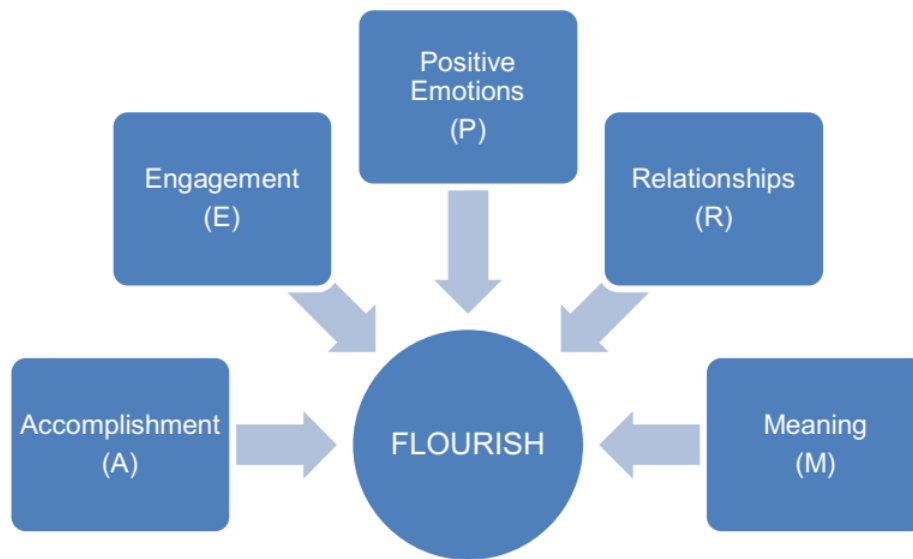 Positive
Emotions
(P)
Engagement
(E)
Relationships
(R)
Accomplishment
(A)
FLOURISH
Meaning
(M)